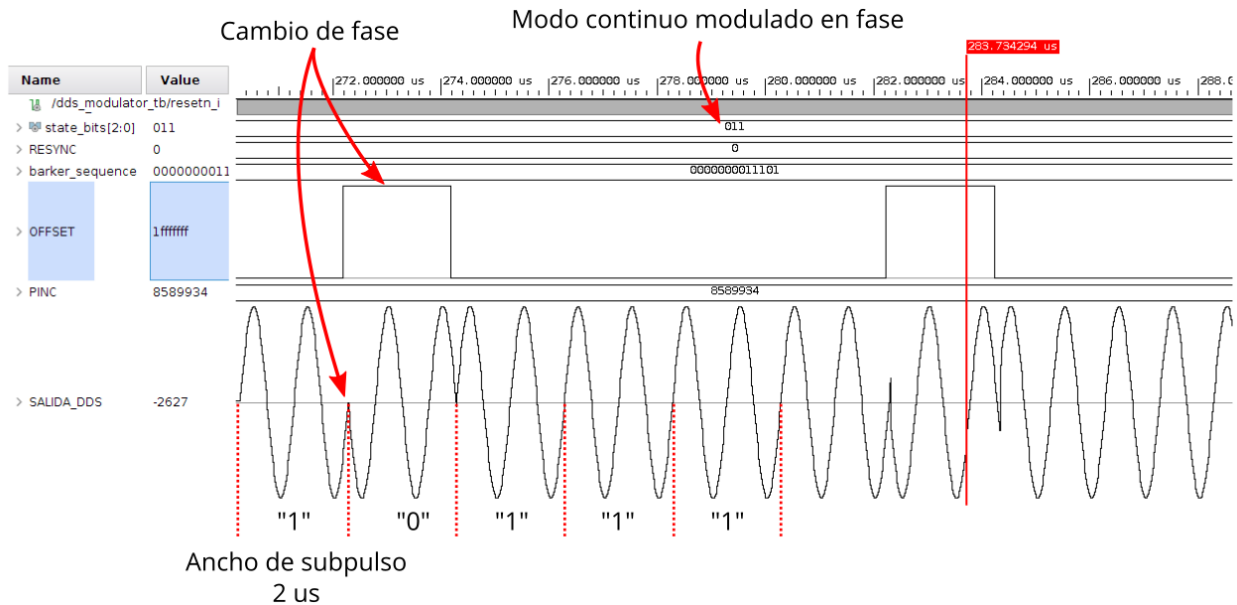 Modo continuo modulado en fase
Cambio de fase
283.734294 us
Name Value
272.000000 us 274.000000 us 276.000000 us 278.000000 us 280.000000 us 282.000000 us 284.000000 us 286.000000 us 288.0
/dds_modulator_tb/resetn_i
state_bits[2:0] 011 011
RESYNC 0 0
barker_sequence 0000000011 0000000011101
OFFSET 1fffffff
PINC 8589934 8589934
SALIDA_DDS -2627
"1" "0" "1" "1" "1"
Ancho de subpulso
2 us